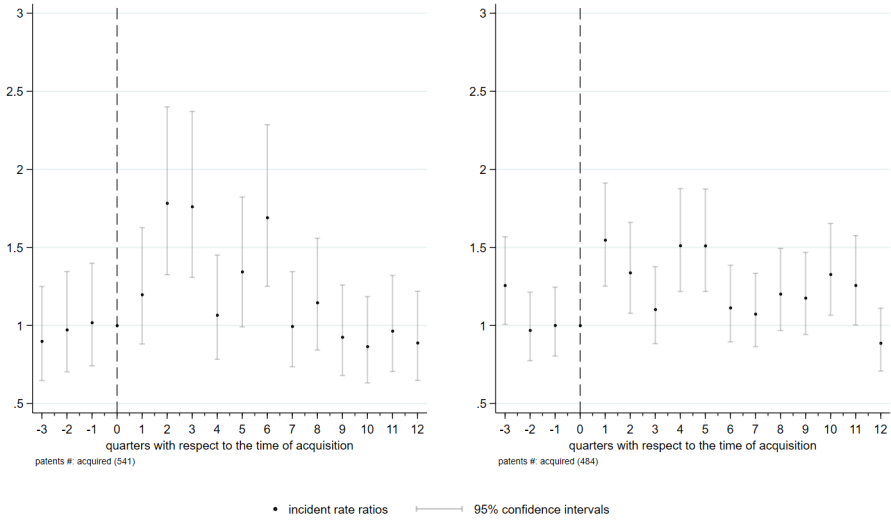 3
2.5
2
1.5
1
.5
-3 -2 -1 0 1 2 3 4 5 6 7 8 9 10 11 12
quarters with respect to the time of acquisition
patents #: acquired (541)
3
2.5
2
1.5
1
.5
-3 -2 -1 0 1 2 3 4 5 6 7 8 9 10 11 12
quarters with respect to the time of acquisition
patents #: acquired (484)
incident rate ratios 95% confidence intervals